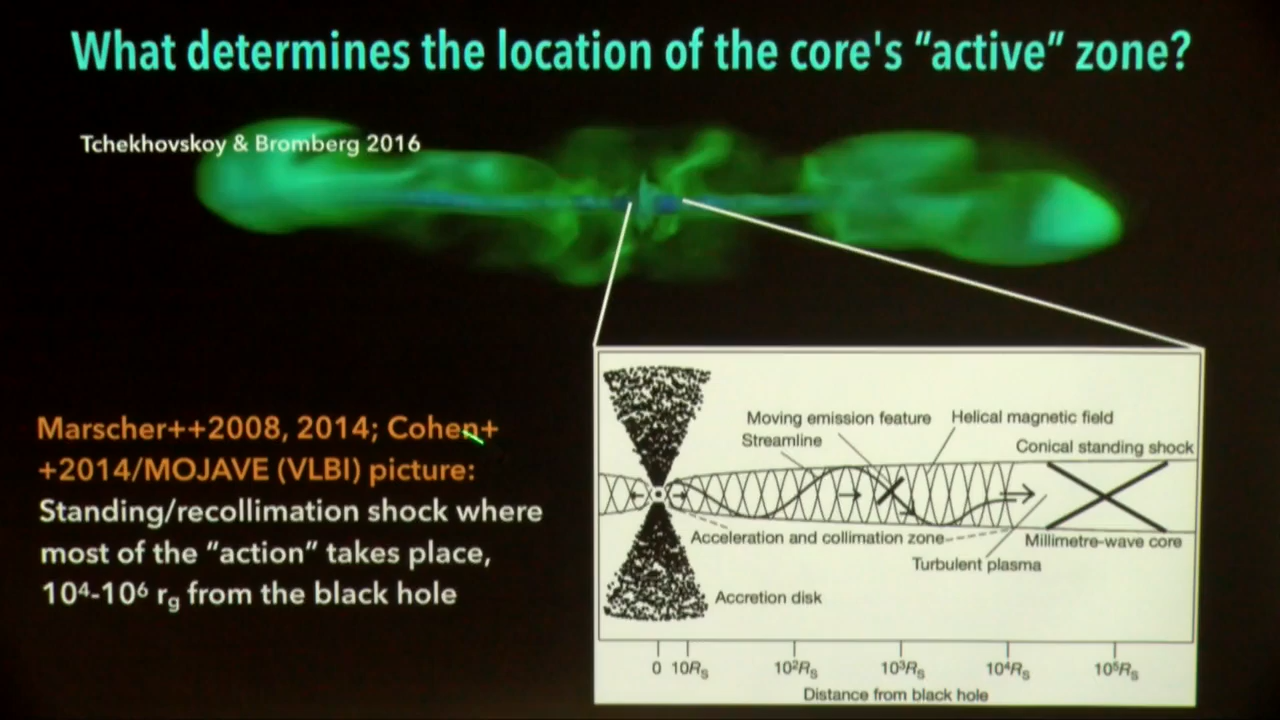 What determines the location of the core's "active" zone?
Tchekhovskoy & Bromberg 2016
Marscher++2008, 2014; Cohen+
+2014/MOJAVE (VLBI) picture:
Standing/recollimation shock where
most of the "action" takes place,
10⁴-10⁶ rg from the black hole
Moving emission feature
Helical magnetic field
Streamline
Conical standing shock
Acceleration and collimation zone
Millimetre-wave core
Turbulent plasma
Accretion disk
0 10Rs 10²Rs 10³Rs 10⁴Rs 10⁵Rs
Distance from black hole